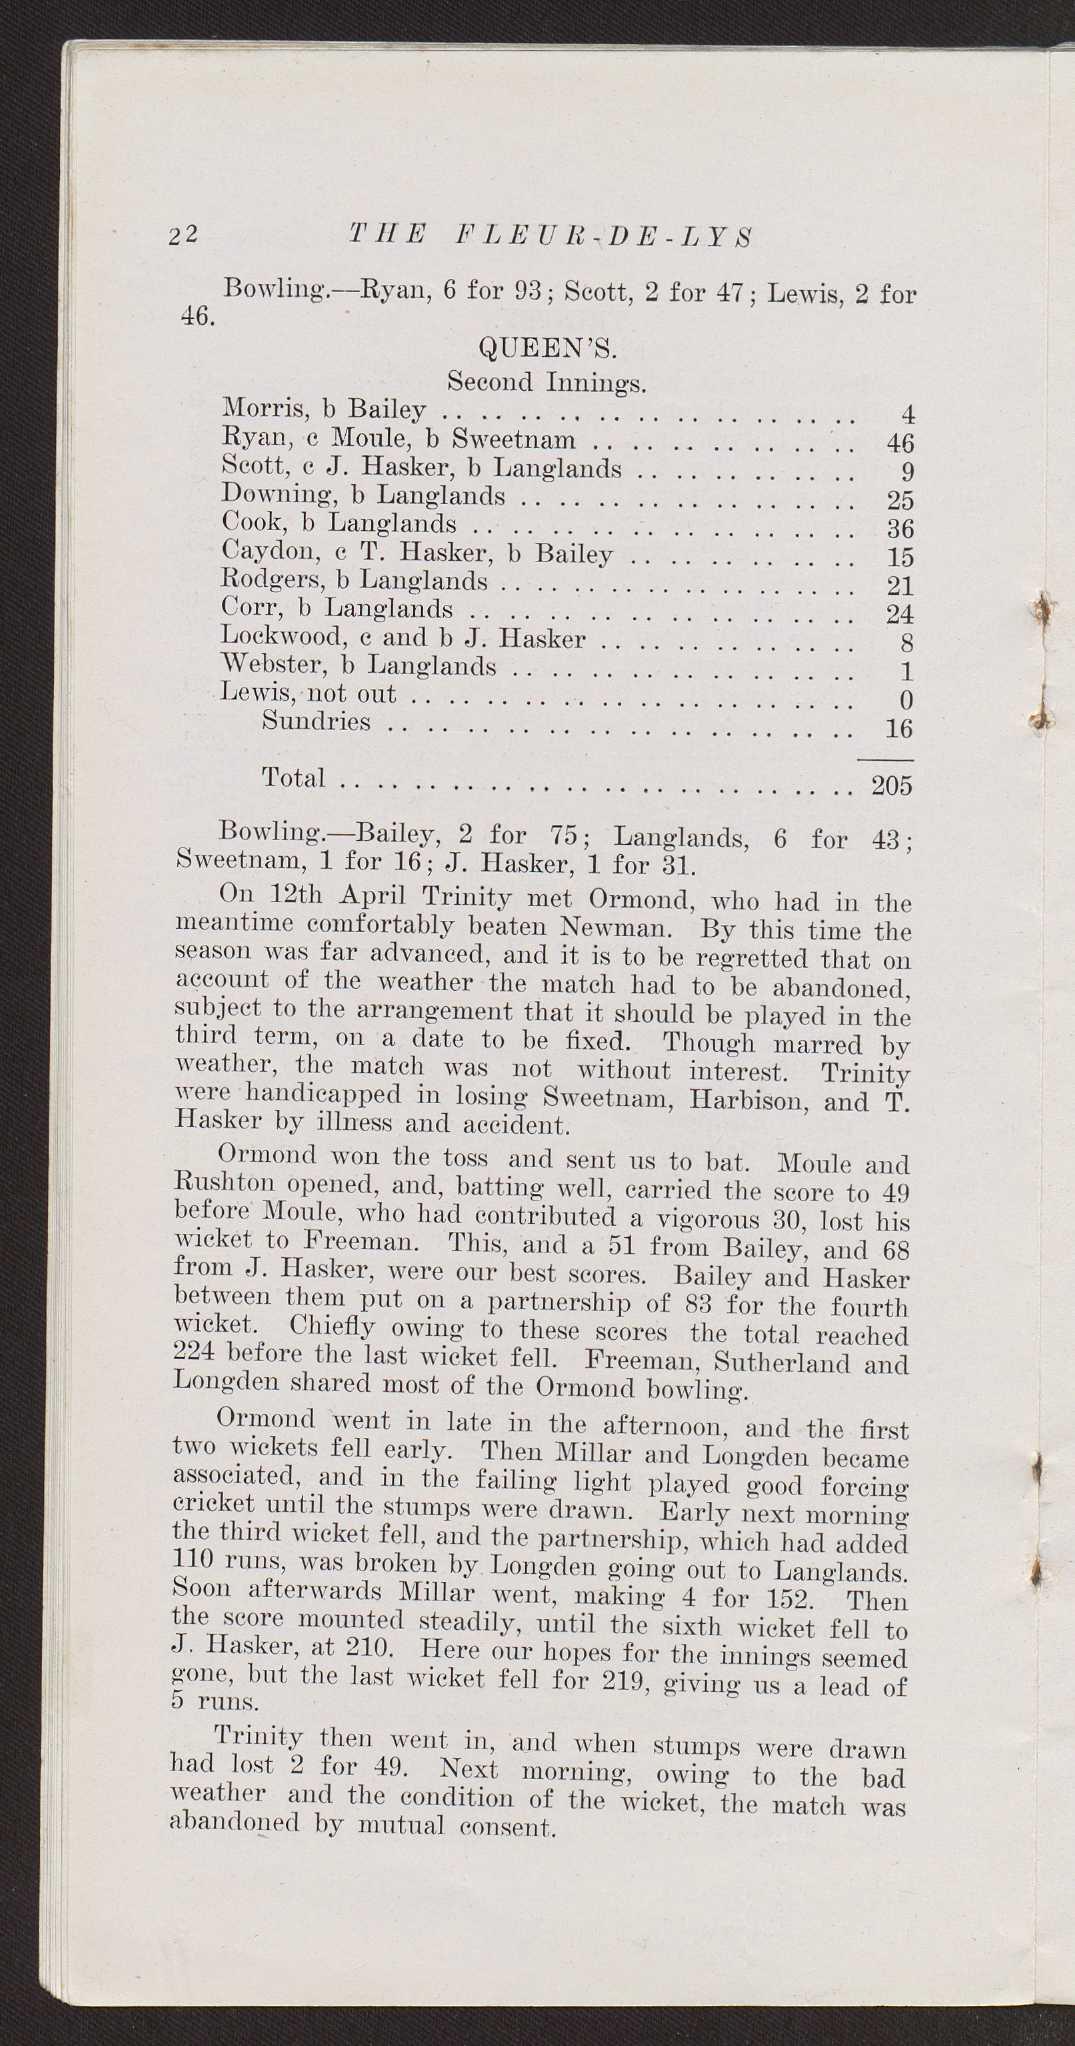 22 THE FLEUR-DE-LYS
Bowling.—Ryan, 6 for 93; Scott, 2 for 47; Lewis, 2 for
46.
QUEEN'S.
Second Innings.
Morris, b Bailey . . . . . . . . . . . . . . . . . . . . . . 4
Ryan, c Moule, b Sweetnam . . . . . . . . . . . . . . 46
Scott, c J. Hasker, b Langlands . . . . . . . . . . . . 9
Downing, b Langlands . . . . . . . . . . . . . . . . . . 25
Cook, b Langlands . . . . . . . . . . . . . . . . . . . . 36
Caydon, c T. Hasker, b Bailey . . . . . . . . . . . . 15
Rodgers, b Langlands . . . . . . . . . . . . . . . . . . . 21
Corr, b Langlands . . . . . . . . . . . . . . . . . . . . 24
Lockwood, c and b J. Hasker . . . . . . . . . . . . . . 8
Webster, b Langlands . . . . . . . . . . . . . . . . . . 1
Lewis, not out . . . . . . . . . . . . . . . . . . . . . . . . 0
Sundries . . . . . . . . . . . . . . . . . . . . . . . . 16
Total . . . . . . . . . . . . . . . . . . . . . . . . . . . 205
Bowling.—Bailey, 2 for 75; Langlands, 6 for 43;
Sweetnam, 1 for 16; J. Hasker, 1 for 31.
On 12th April Trinity met Ormond, who had in the
meantime comfortably beaten Newman. By this time the
season was far advanced, and it is to be regretted that on
account of the weather the match had to be abandoned,
subject to the arrangement that it should be played in the
third term, on a date to be fixed. Though marred by
weather, the match was not without interest. Trinity
were handicapped in losing Sweetnam, Harbison, and T.
Hasker by illness and accident.
Ormond won the toss and sent us to bat. Moule and
Rushton opened, and, batting well, carried the score to 49
before Moule, who had contributed a vigorous 30, lost his
wicket to Freeman. This, and a 51 from Bailey, and 68
from J. Hasker, were our best scores. Bailey and Hasker
between them put on a partnership of 83 for the fourth
wicket. Chiefly owing to these scores the total reached
224 before the last wicket fell. Freeman, Sutherland and
Longden shared most of the Ormond bowling.
Ormond went in late in the afternoon, and the first
two wickets fell early. Then Millar and Longden became
associated, and in the failing light played good forcing
cricket until the stumps were drawn. Early next morning
the third wicket fell, and the partnership, which had added
110 runs, was broken by Longden going out to Langlands.
Soon afterwards Millar went, making 4 for 152. Then
the score mounted steadily, until the sixth wicket fell to
J. Hasker, at 210. Here our hopes for the innings seemed
gone, but the last wicket fell for 219, giving us a lead of
5 runs.
Trinity then went in, and when stumps were drawn
had lost 2 for 49. Next morning, owing to the bad
weather and the condition of the wicket, the match was
abandoned by mutual consent.